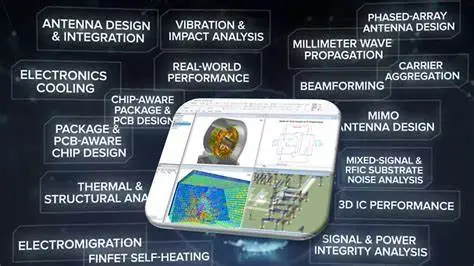 ANTENNA DESIGN
& INTEGRATION
VIBRATION &
IMPACT ANALYSIS
PHASED-ARRAY
ANTENNA DESIGN
MILLIMETER WAVE
PROPAGATION
ELECTRONICS
COOLING
REAL-WORLD
PERFORMANCE
BEAMFORMING
CARRIER
AGGREGATION
CHIP-AWARE
PACKAGE &
PCB DESIGN
MIMO
ANTENNA DESIGN
PACKAGE &
PCB-AWARE
CHIP DESIGN
MIXED-SIGNAL &
RFIC SUBSTRATE
NOISE ANALYSIS
THERMAL &
STRUCTURAL ANA
3D IC PERFORMANCE
ELECTROMIGRATION
FINFET SELF-HEATING
SIGNAL & POWER
INTEGRITY ANALYSIS